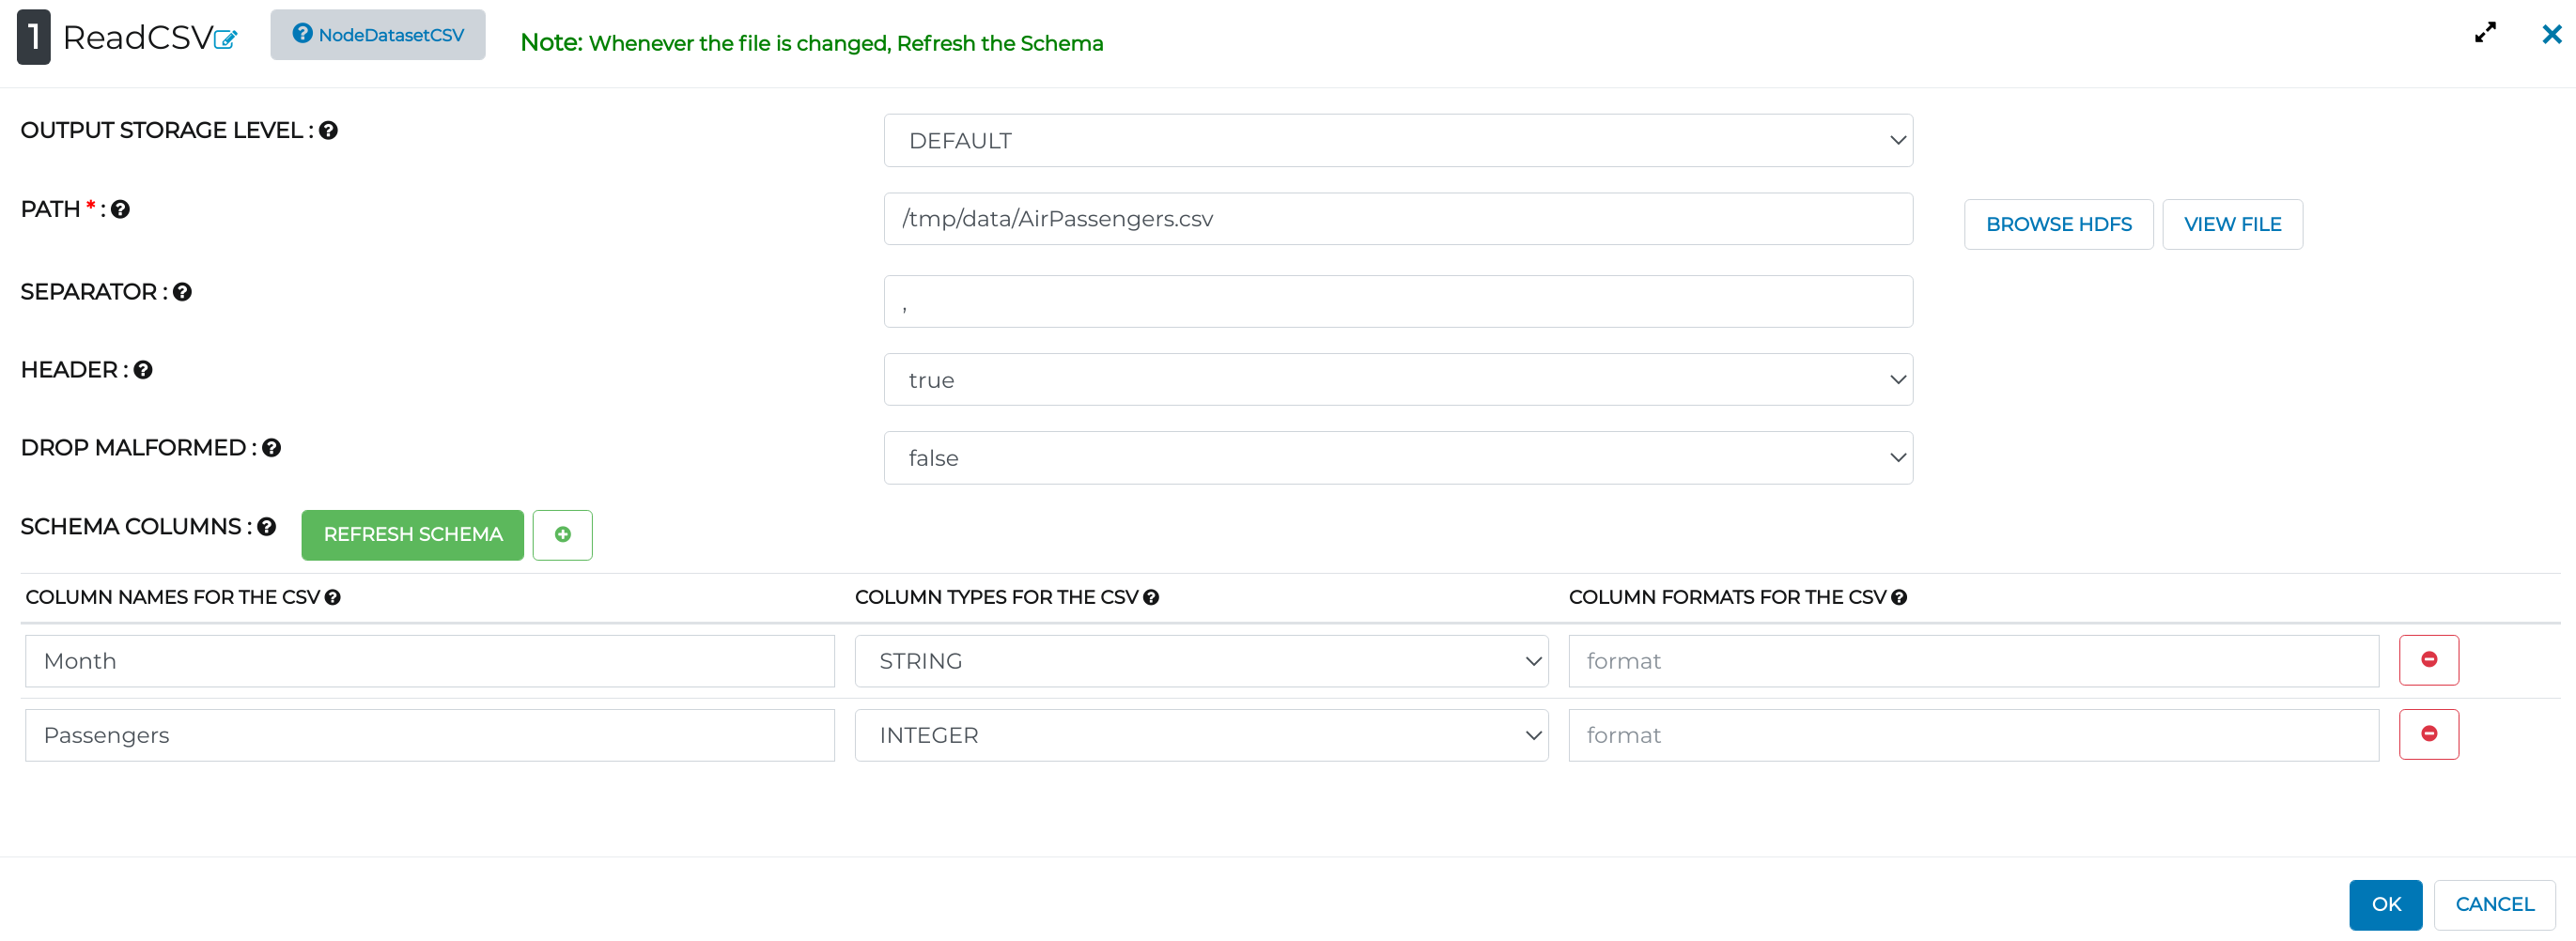 1 ReadCSV
NodeDatasetCSV
Note: Whenever the file is changed, Refresh the Schema
OUTPUT STORAGE LEVEL :
DEFAULT
PATH * :
/tmp/data/AirPassengers.csv
BROWSE HDFS
VIEW FILE
SEPARATOR :
,
HEADER :
true
DROP MALFORMED :
false
SCHEMA COLUMNS :
REFRESH SCHEMA
COLUMN NAMES FOR THE CSV
COLUMN TYPES FOR THE CSV
COLUMN FORMATS FOR THE CSV
Month
STRING
format
Passengers
INTEGER
format
OK
CANCEL